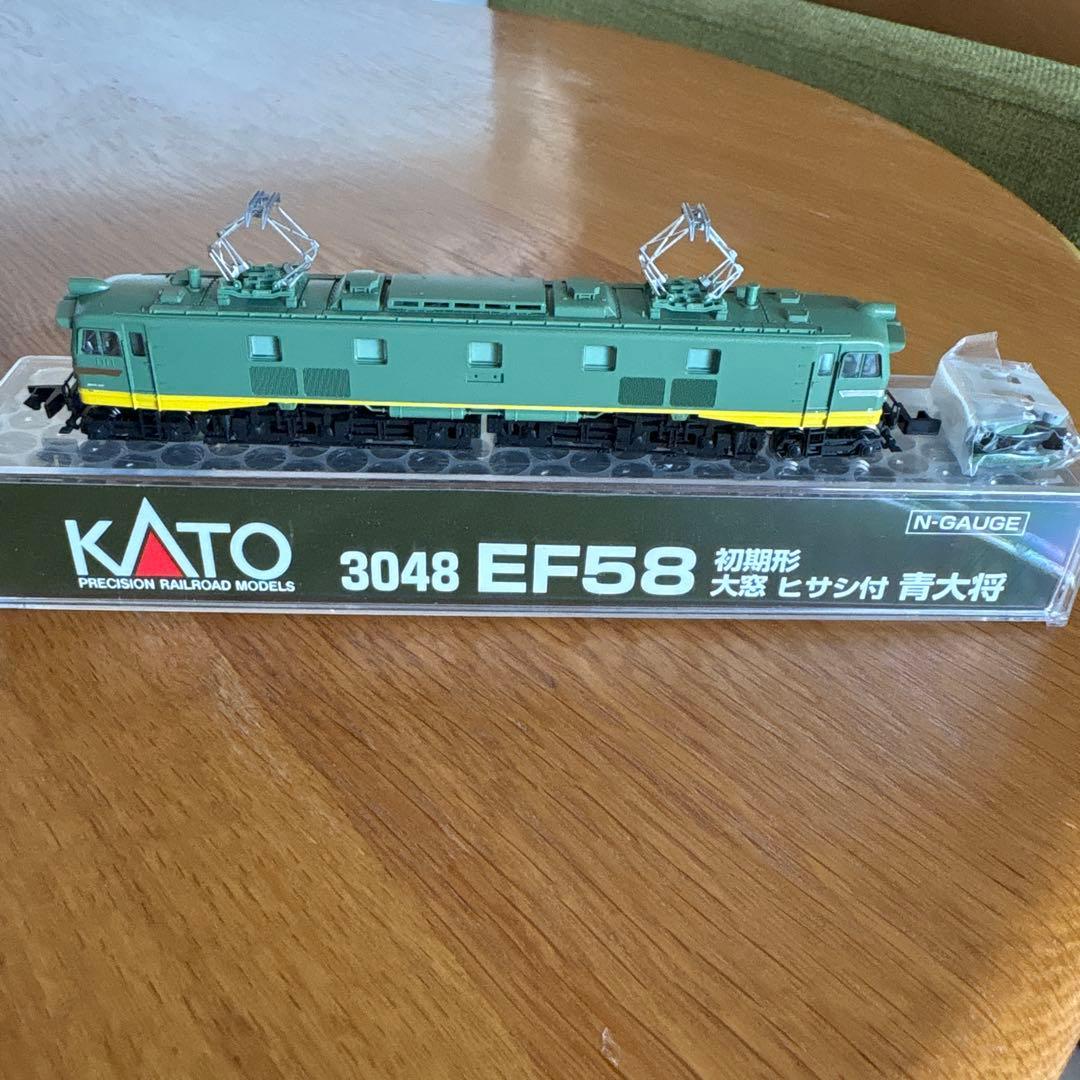 KATO
PRECISION RAILROAD MODELS
3048 EF58
初期形
大窓 ヒサシ付 青大将
N-GAUGE